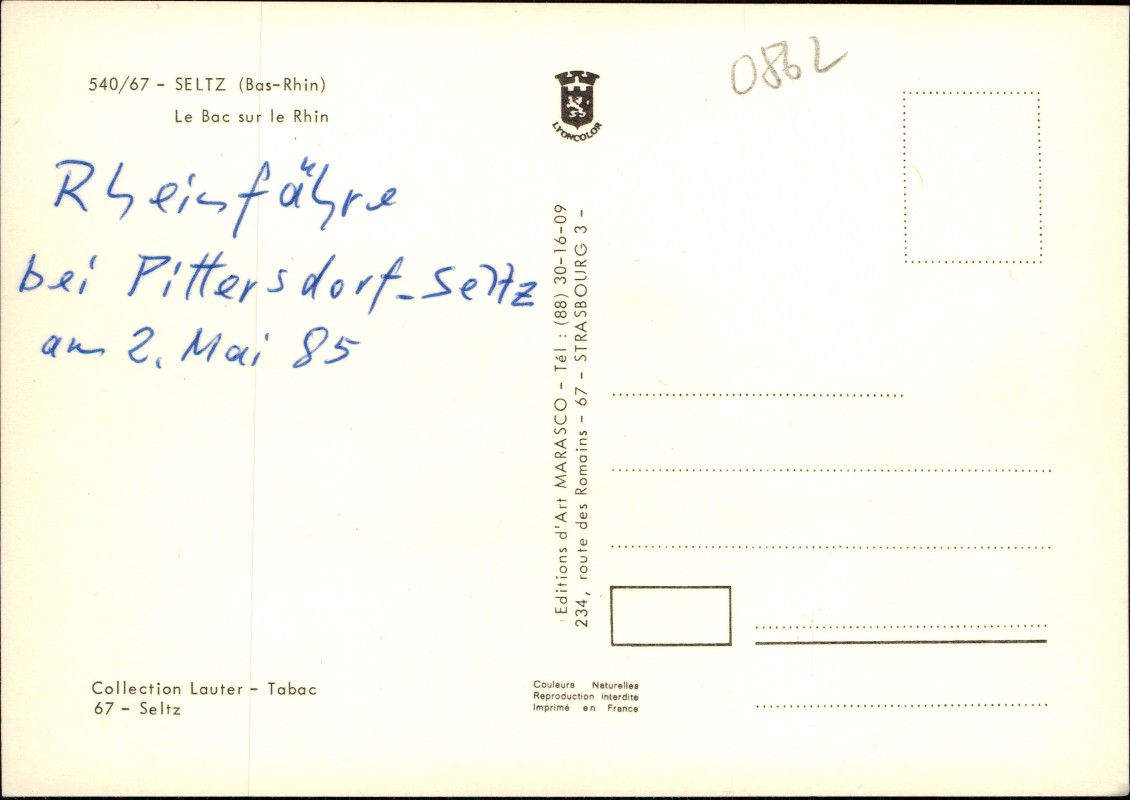 540/67 - SELTZ (Bas-Rhin)
Le Bac sur le Rhin
0862
LYONCOLOR
Rheinfähre
bei Pittersdorf-Seltz
am 2. Mai 85
Editions d'Art MARASCO - Tél : (88) 30-16-09
234, route des Romains - 67 - STRASBOURG 3 -
Collection Lauter - Tabac
67 - Seltz
Couleurs Naturelles
Reproduction interdite
Imprimé en France